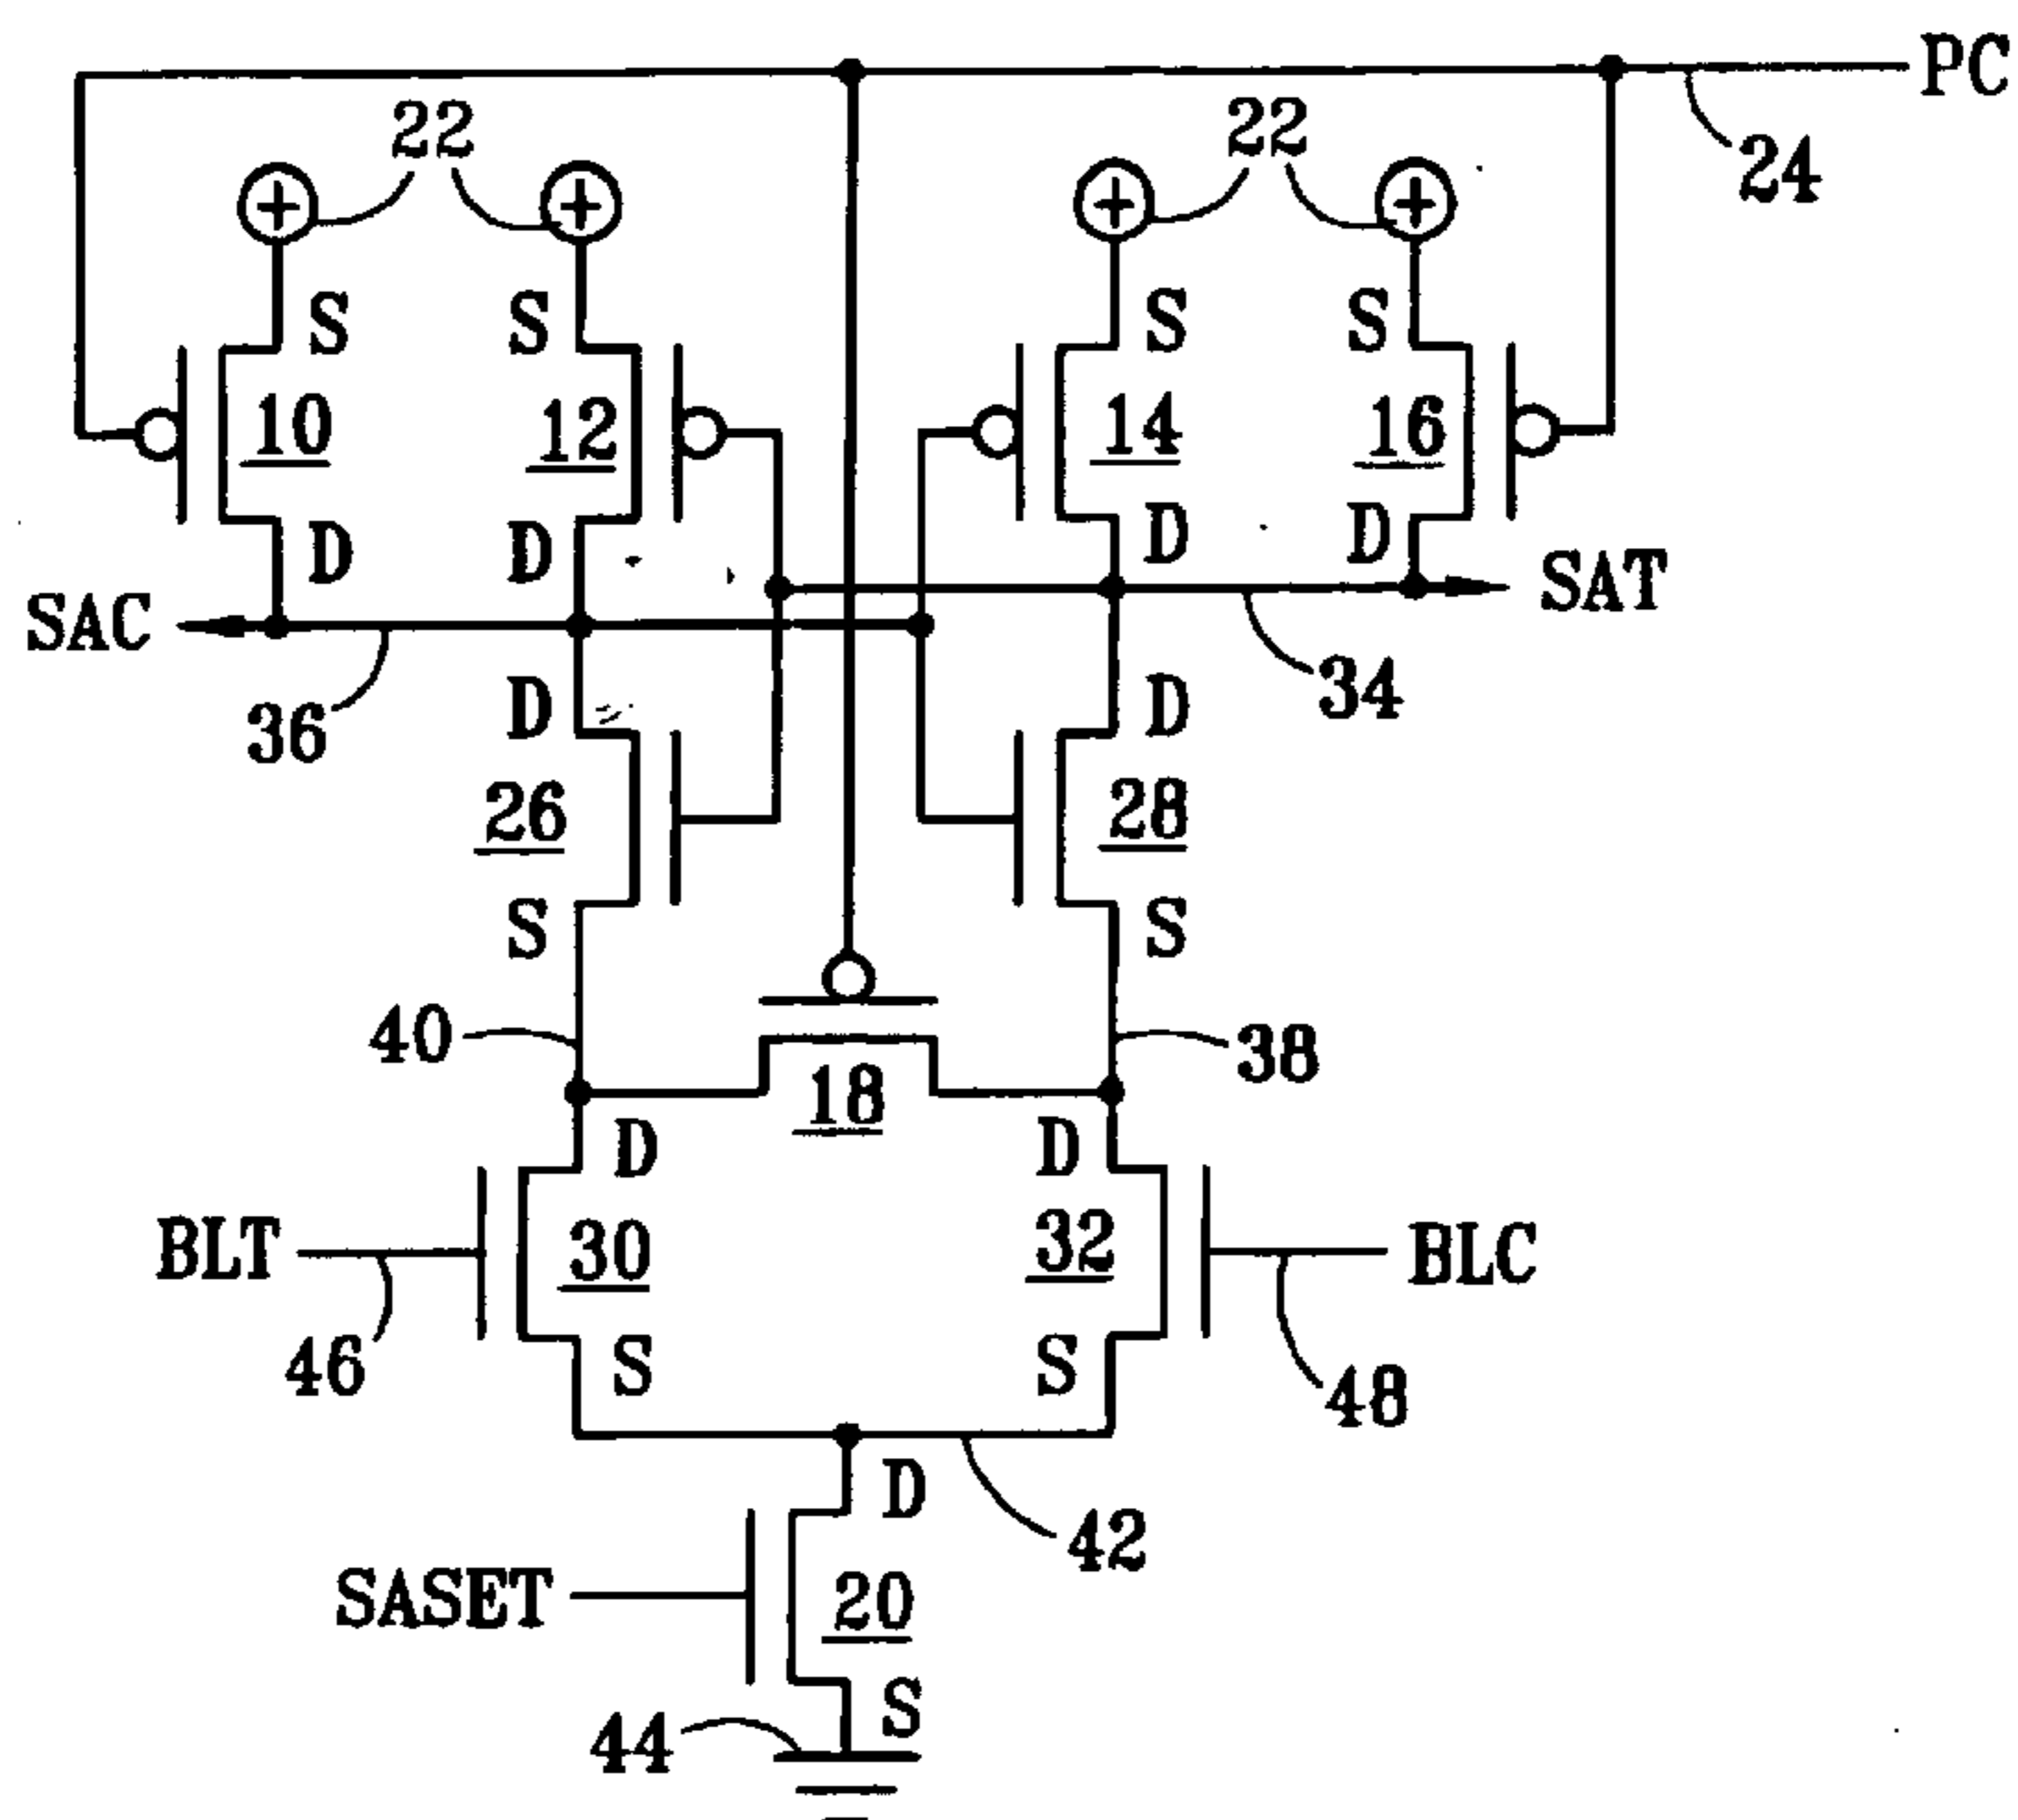 PC
22 22
24
S S S S
10 12 14 16
D D D D
SAC SAT
36 34
D D
26 28
S S
40 38
18
D D
BLT 30 32 BLC
46 S S 48
D
42
SASET 20
S
44